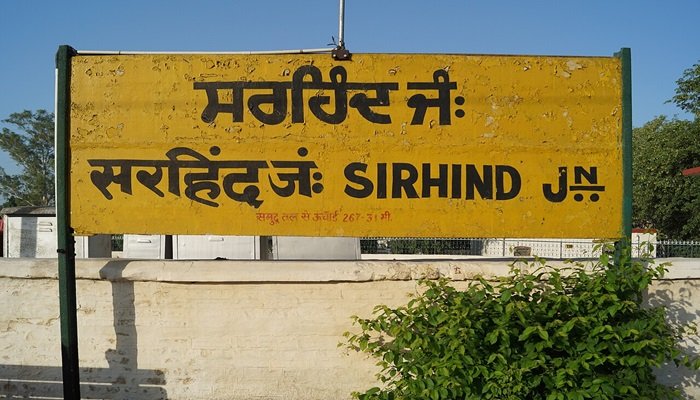 ਸਰਹਿੰਦ ਜੰ:
सरहिंद जं: SIRHIND JN
समुद्र तल से ऊंचाई 267-31 मी.